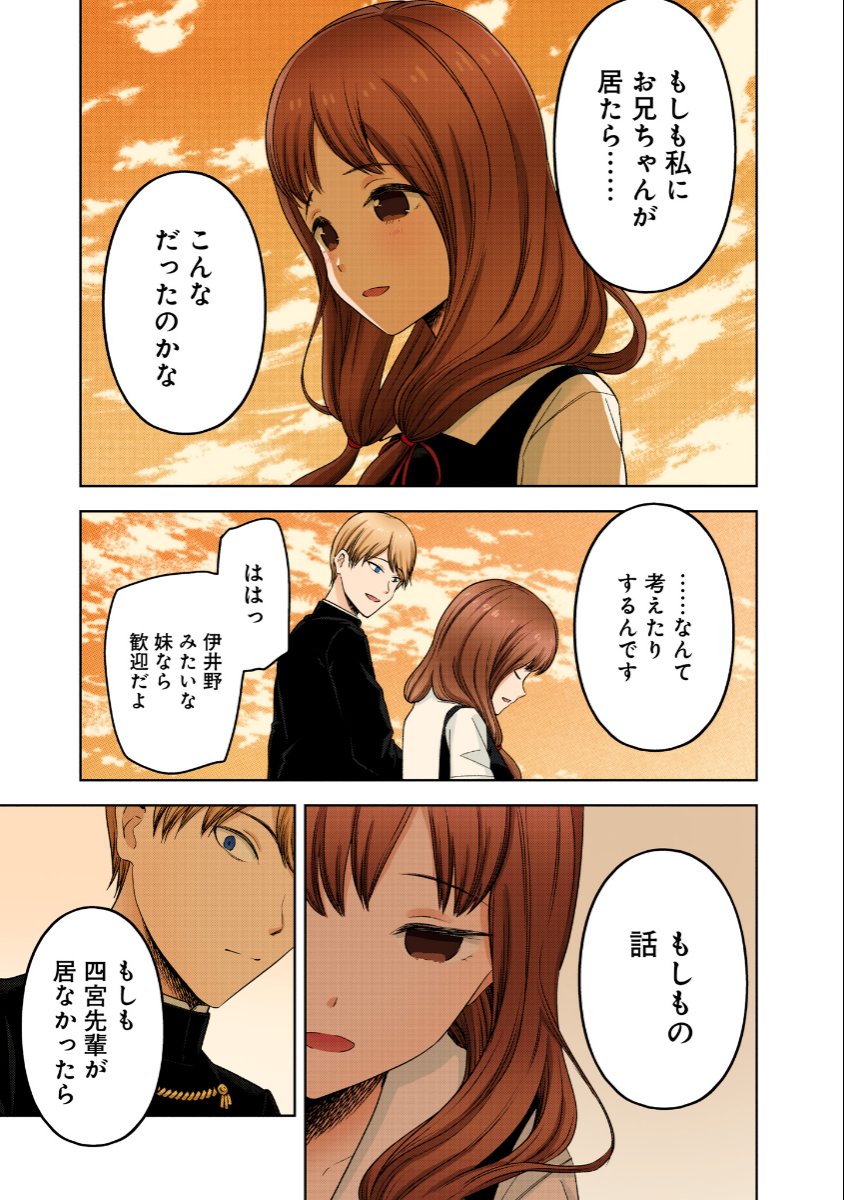 もしも私に
お兄ちゃんが
居たら……
こんな
だったのかな
……なんて
考えたり
するんです
ははっ
伊井野
みたいな
妹なら
歓迎だよ
もしもの
話
もしも
四宮先輩が
居なかったら